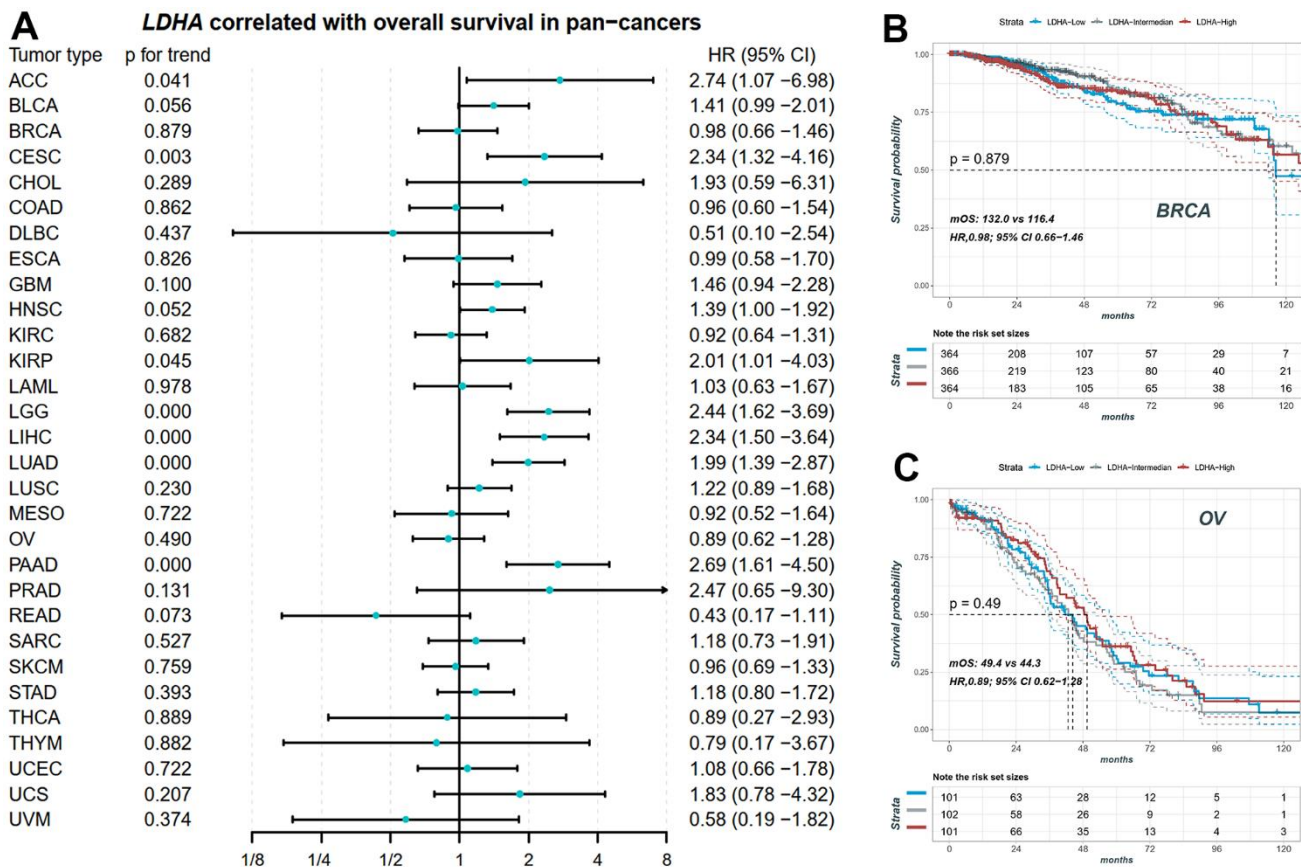 A
LDHA correlated with overall survival in pan−cancers
Tumor type p for trend HR (95% CI)
ACC 0.041 2.74 (1.07 −6.98)
BLCA 0.056 1.41 (0.99 −2.01)
BRCA 0.879 0.98 (0.66 −1.46)
CESC 0.003 2.34 (1.32 −4.16)
CHOL 0.289 1.93 (0.59 −6.31)
COAD 0.862 0.96 (0.60 −1.54)
DLBC 0.437 0.51 (0.10 −2.54)
ESCA 0.826 0.99 (0.58 −1.70)
GBM 0.100 1.46 (0.94 −2.28)
HNSC 0.052 1.39 (1.00 −1.92)
KIRC 0.682 0.92 (0.64 −1.31)
KIRP 0.045 2.01 (1.01 −4.03)
LAML 0.978 1.03 (0.63 −1.67)
LGG 0.000 2.44 (1.62 −3.69)
LIHC 0.000 2.34 (1.50 −3.64)
LUAD 0.000 1.99 (1.39 −2.87)
LUSC 0.230 1.22 (0.89 −1.68)
MESO 0.722 0.92 (0.52 −1.64)
OV 0.490 0.89 (0.62 −1.28)
PAAD 0.000 2.69 (1.61 −4.50)
PRAD 0.131 2.47 (0.65 −9.30)
READ 0.073 0.43 (0.17 −1.11)
SARC 0.527 1.18 (0.73 −1.91)
SKCM 0.759 0.96 (0.69 −1.33)
STAD 0.393 1.18 (0.80 −1.72)
THCA 0.889 0.89 (0.27 −2.93)
THYM 0.882 0.79 (0.17 −3.67)
UCEC 0.722 1.08 (0.66 −1.78)
UCS 0.207 1.83 (0.78 −4.32)
UVM 0.374 0.58 (0.19 −1.82)
1/8 1/4 1/2 1 2 4 8
B
Strata LDHA−Low LDHA−Intermedian LDHA−High
Survival probability
1.00
0.75
0.50
0.25
0.00
p = 0.879
BRCA
mOS: 132.0 vs 116.4
HR,0.98; 95% CI 0.66−1.46
0 24 48 72 96 120
months
Note the risk set sizes
Strata
364 208 107 57 29 7
366 219 123 80 40 21
364 183 105 65 38 16
0 24 48 72 96 120
months
C
Strata LDHA−Low LDHA−Intermedian LDHA−High
OV
Survival probability
1.00
0.75
0.50
0.25
0.00
p = 0.49
mOS: 49.4 vs 44.3
HR,0.89; 95% CI 0.62−1.28
0 24 48 72 96 120
months
Note the risk set sizes
Strata
101 63 28 12 5 1
102 58 26 9 2 1
101 66 35 13 4 3
0 24 48 72 96 120
months